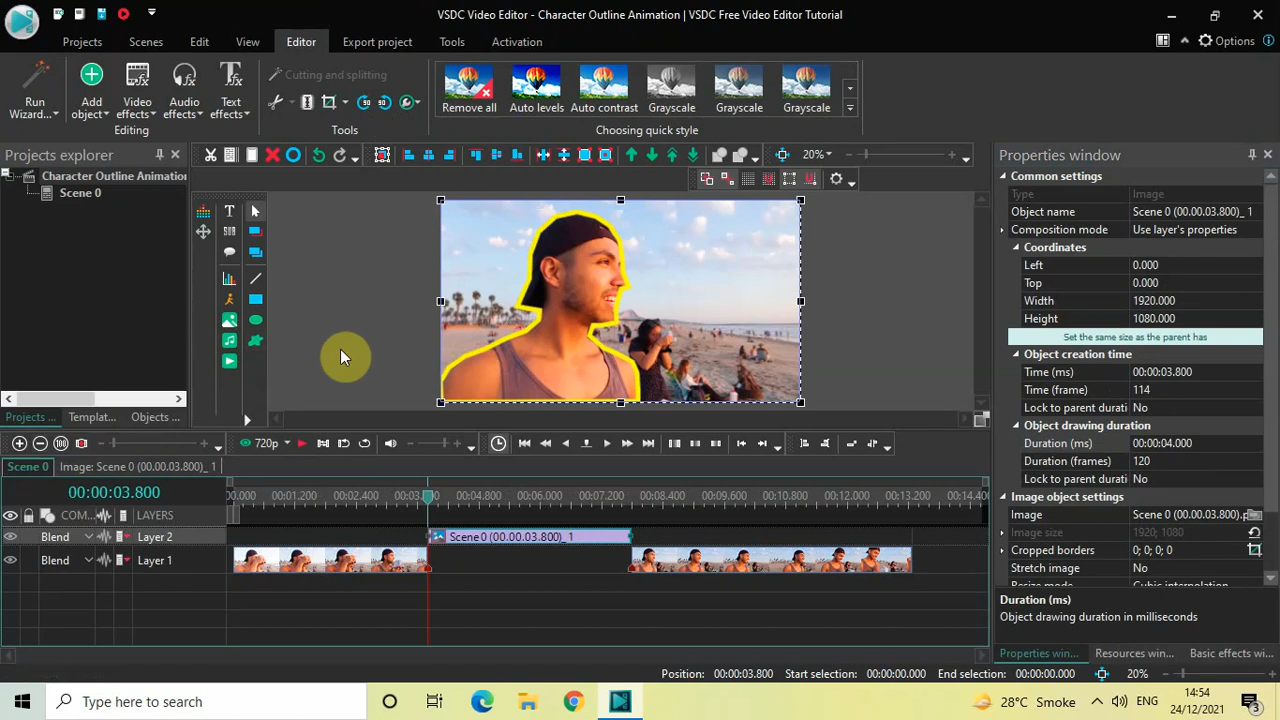 VSDC Video Editor - Character Outline Animation | VSDC Free Video Editor Tutorial
Projects Scenes Edit View Editor Export project Tools Activation Options
Run Wizard...
Add object
Video effects
Audio effects
Text effects
Editing
Cutting and splitting
Tools
Remove all Auto levels Auto contrast Grayscale Grayscale Grayscale
Choosing quick style
Projects explorer
Character Outline Animation
Scene 0
20%
Projects ... Templat... Objects ...
Properties window
Common settings
Type Image
Object name Scene 0 (00.00.03.800)_ 1
Composition mode Use layer's properties
Coordinates
Left 0.000
Top 0.000
Width 1920.000
Height 1080.000
Set the same size as the parent has
Object creation time
Time (ms) 00:00:03.800
Time (frame) 114
Lock to parent durati No
Object drawing duration
Duration (ms) 00:00:04.000
Duration (frames) 120
Lock to parent durati No
Image object settings
Image Scene 0 (00.00.03.800).p
Image size 1920; 1080
Cropped borders 0; 0; 0; 0
Stretch image No
Resize mode Cubic interpolation
Duration (ms)
Object drawing duration in milliseconds
Properties win... Resources win... Basic effects wi...
720p
Scene 0 Image: Scene 0 (00.00.03.800)_ 1
00:00:03.800
0.000 00:01.200 00:02.400 00:03. 00:04.800 00:06.000 00:07.200 00:08.400 00:09.600 00:10.800 00:12.000 00:13.200 00:14.4
COM... LAYERS
Blend Layer 2 Scene 0 (00.00.03.800)_ 1
Blend Layer 1
Position: 00:00:03.800 Start selection: 00:00:00.000 End selection: 00:00:00.000 20%
Type here to search
28°C Smoke
ENG
14:54
24/12/2021
3